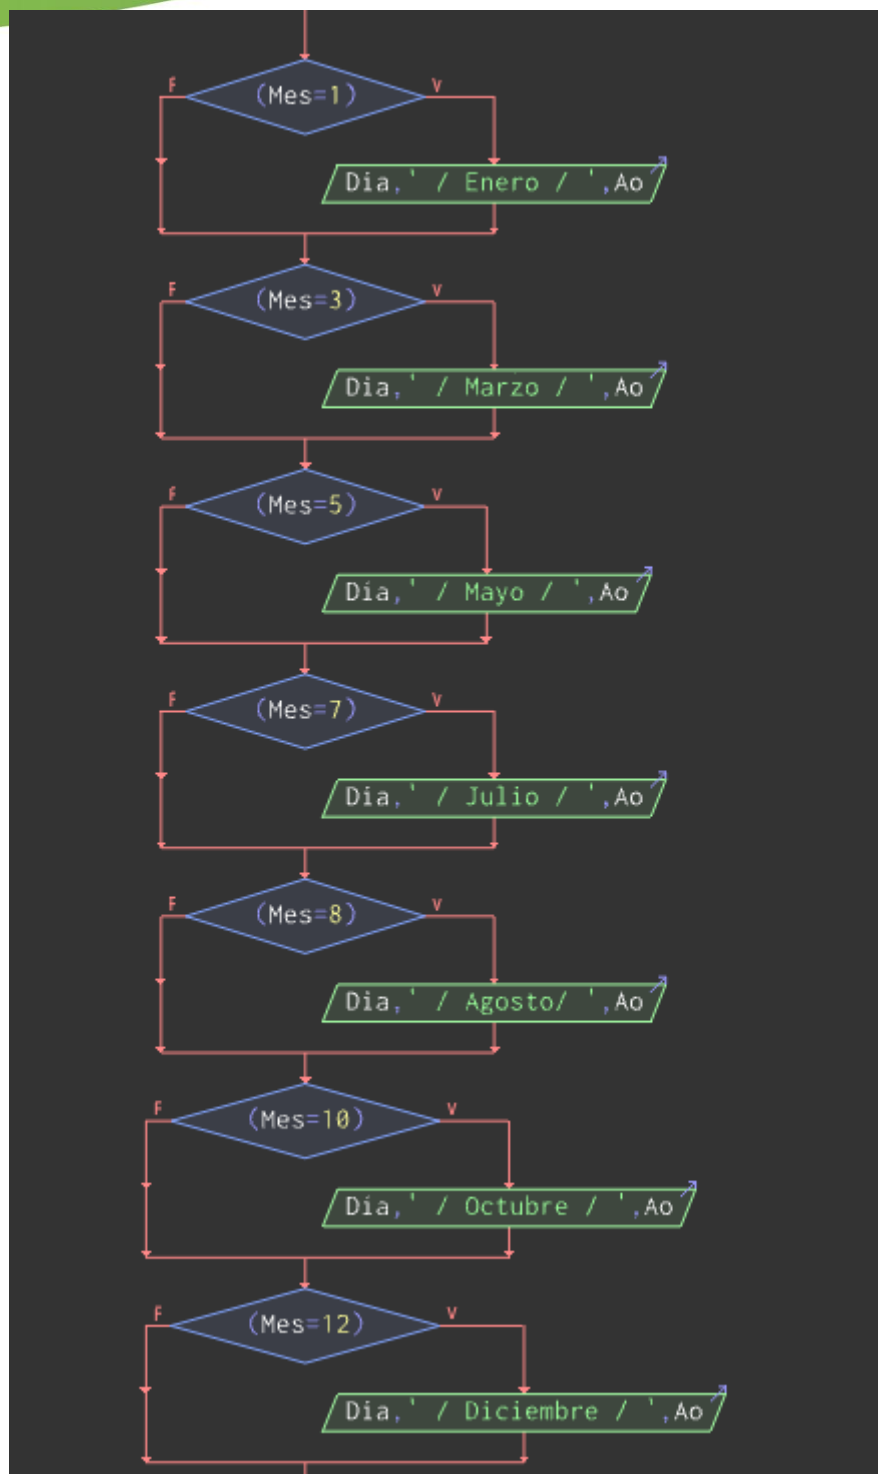 (Mes=1)
F V
Dia,' / Enero / ',Ao
(Mes=3)
F V
Dia,' / Marzo / ',Ao
(Mes=5)
F V
Dia,' / Mayo / ',Ao
(Mes=7)
F V
Dia,' / Julio / ',Ao
(Mes=8)
F V
Dia,' / Agosto/ ',Ao
(Mes=10)
F V
Dia,' / Octubre / ',Ao
(Mes=12)
F V
Dia,' / Diciembre / ',Ao